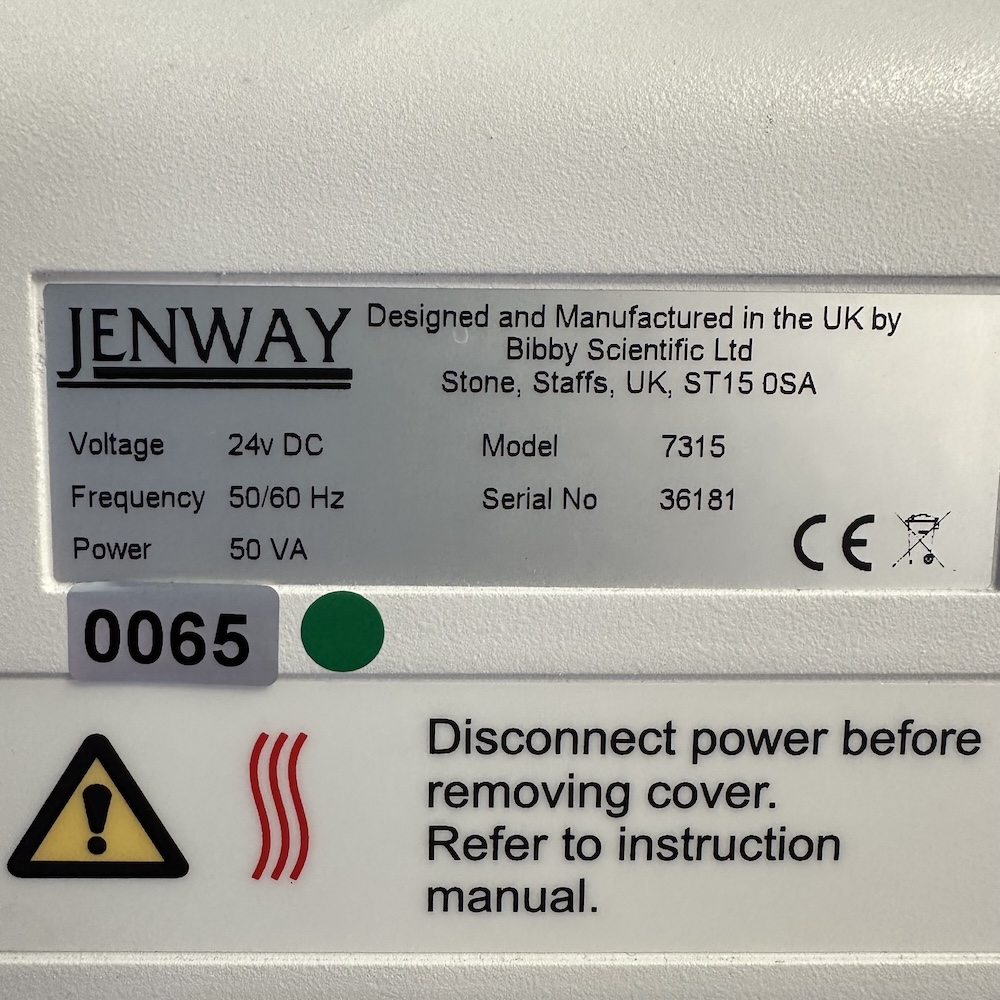 JENWAY
Designed and Manufactured in the UK by
Bibby Scientific Ltd
Stone, Staffs, UK, ST15 0SA
Voltage 24v DC Model 7315
Frequency 50/60 Hz Serial No 36181
Power 50 VA
CE
0065
Disconnect power before
removing cover.
Refer to instruction
manual.